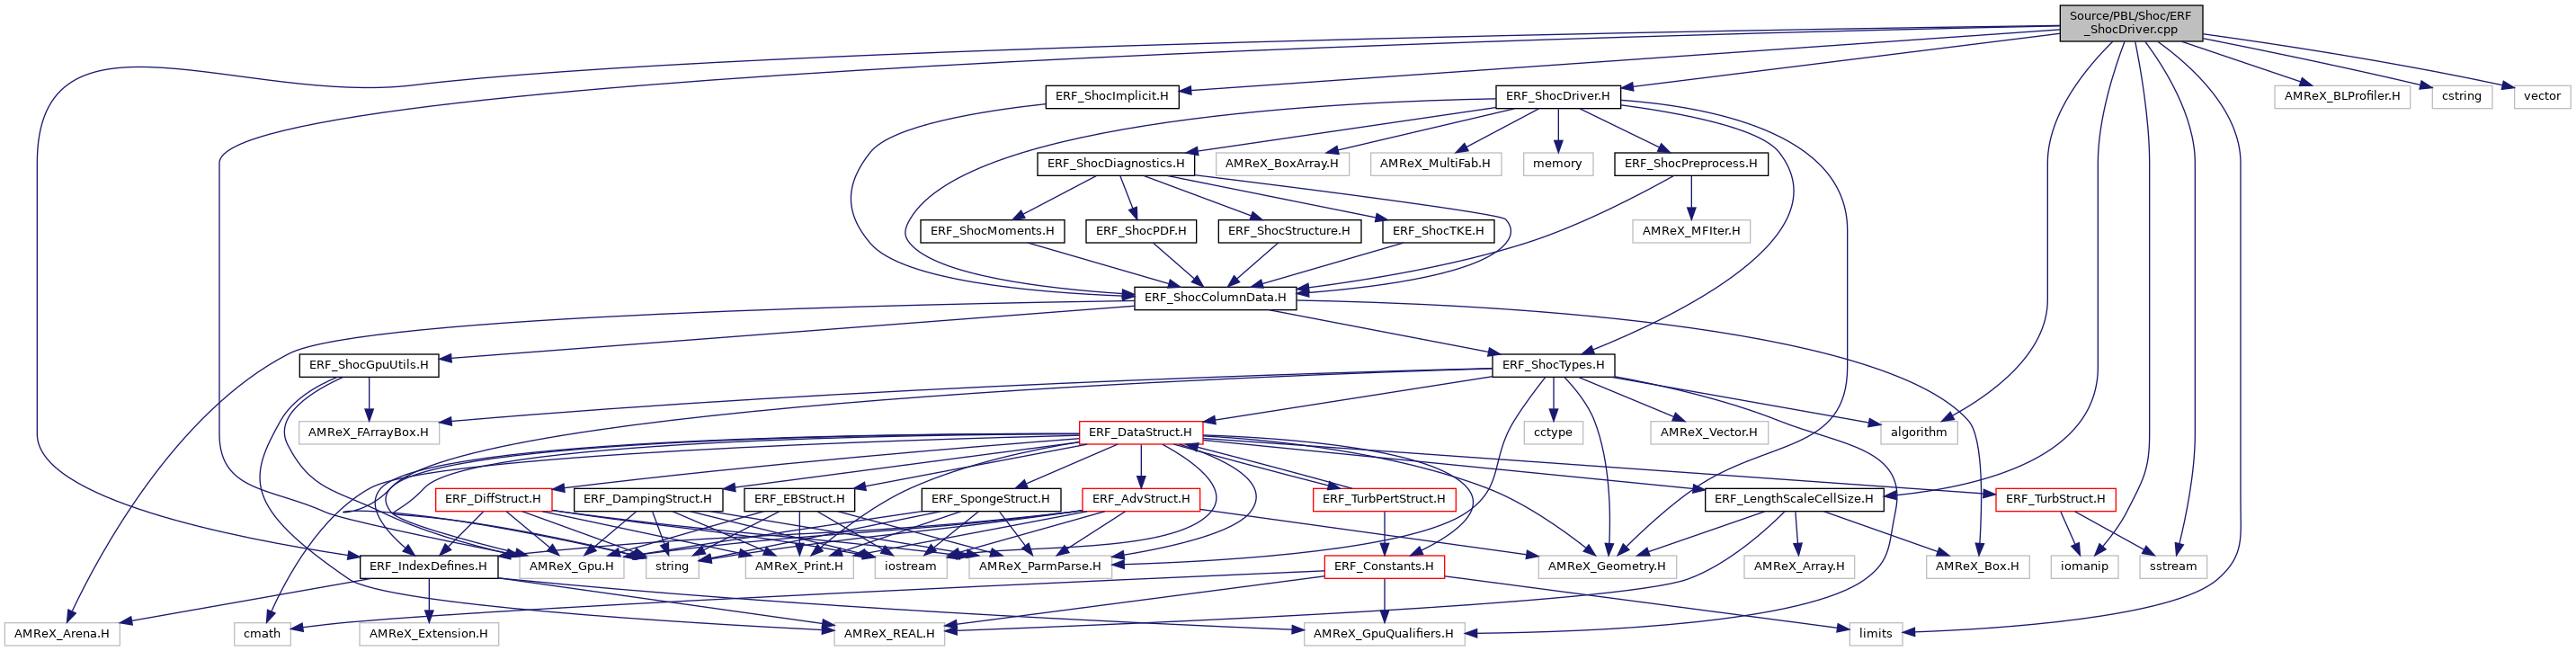 Source/PBL/Shoc/ERF
_ShocDriver.cpp
ERF_ShocImplicit.H
ERF_ShocDriver.H
AMReX_BLProfiler.H
cstring
vector
ERF_ShocDiagnostics.H
AMReX_BoxArray.H
AMReX_MultiFab.H
memory
ERF_ShocPreprocess.H
ERF_ShocMoments.H
ERF_ShocPDF.H
ERF_ShocStructure.H
ERF_ShocTKE.H
AMReX_MFIter.H
ERF_ShocColumnData.H
ERF_ShocGpuUtils.H
ERF_ShocTypes.H
AMReX_FArrayBox.H
ERF_DataStruct.H
cctype
AMReX_Vector.H
algorithm
ERF_DiffStruct.H
ERF_DampingStruct.H
ERF_EBStruct.H
ERF_SpongeStruct.H
ERF_AdvStruct.H
ERF_TurbPertStruct.H
ERF_LengthScaleCellSize.H
ERF_TurbStruct.H
ERF_IndexDefines.H
AMReX_Gpu.H
string
AMReX_Print.H
iostream
AMReX_ParmParse.H
ERF_Constants.H
AMReX_Geometry.H
AMReX_Array.H
AMReX_Box.H
iomanip
sstream
AMReX_Arena.H
cmath
AMReX_Extension.H
AMReX_REAL.H
AMReX_GpuQualifiers.H
limits